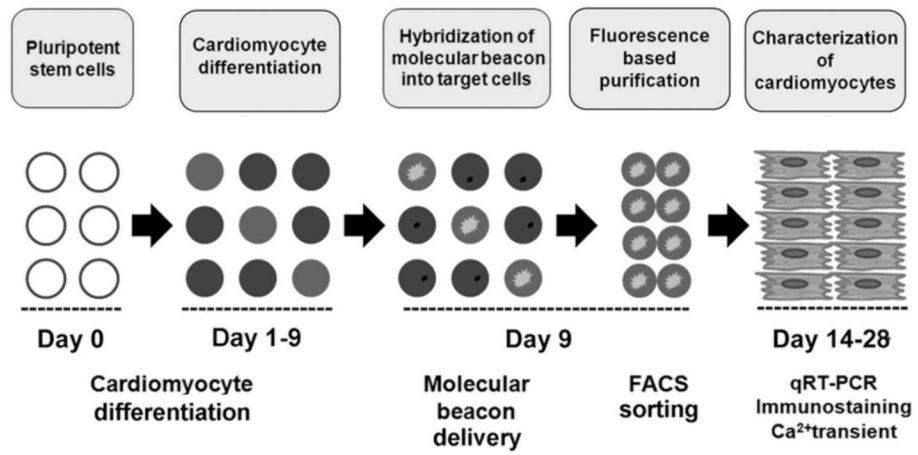 Pluripotent
stem cells
Cardiomyocyte
differentiation
Hybridization of
molecular beacon
into target cells
Fluorescence
based
purification
Characterization
of
cardiomyocytes
Day 0
Day 1-9
Day 9
Day 14-28
Cardiomyocyte
differentiation
Molecular
beacon
delivery
FACS
sorting
qRT-PCR
Immunostaining
Ca²⁺transient